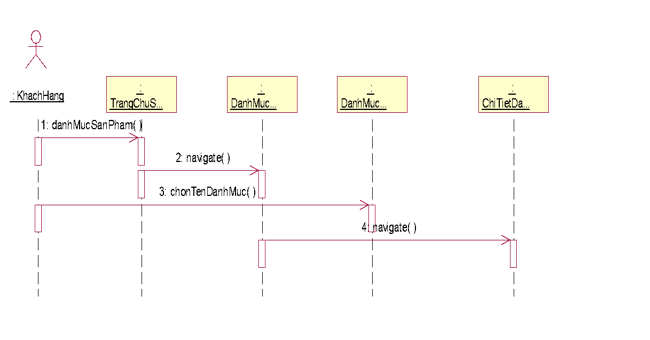 : KhachHang
:
TrangChuS...
:
DanhMuc...
:
DanhMuc...
:
ChiTietDa...
1: danhMucSanPham( )
2: navigate( )
3: chonTenDanhMuc( )
4: navigate( )